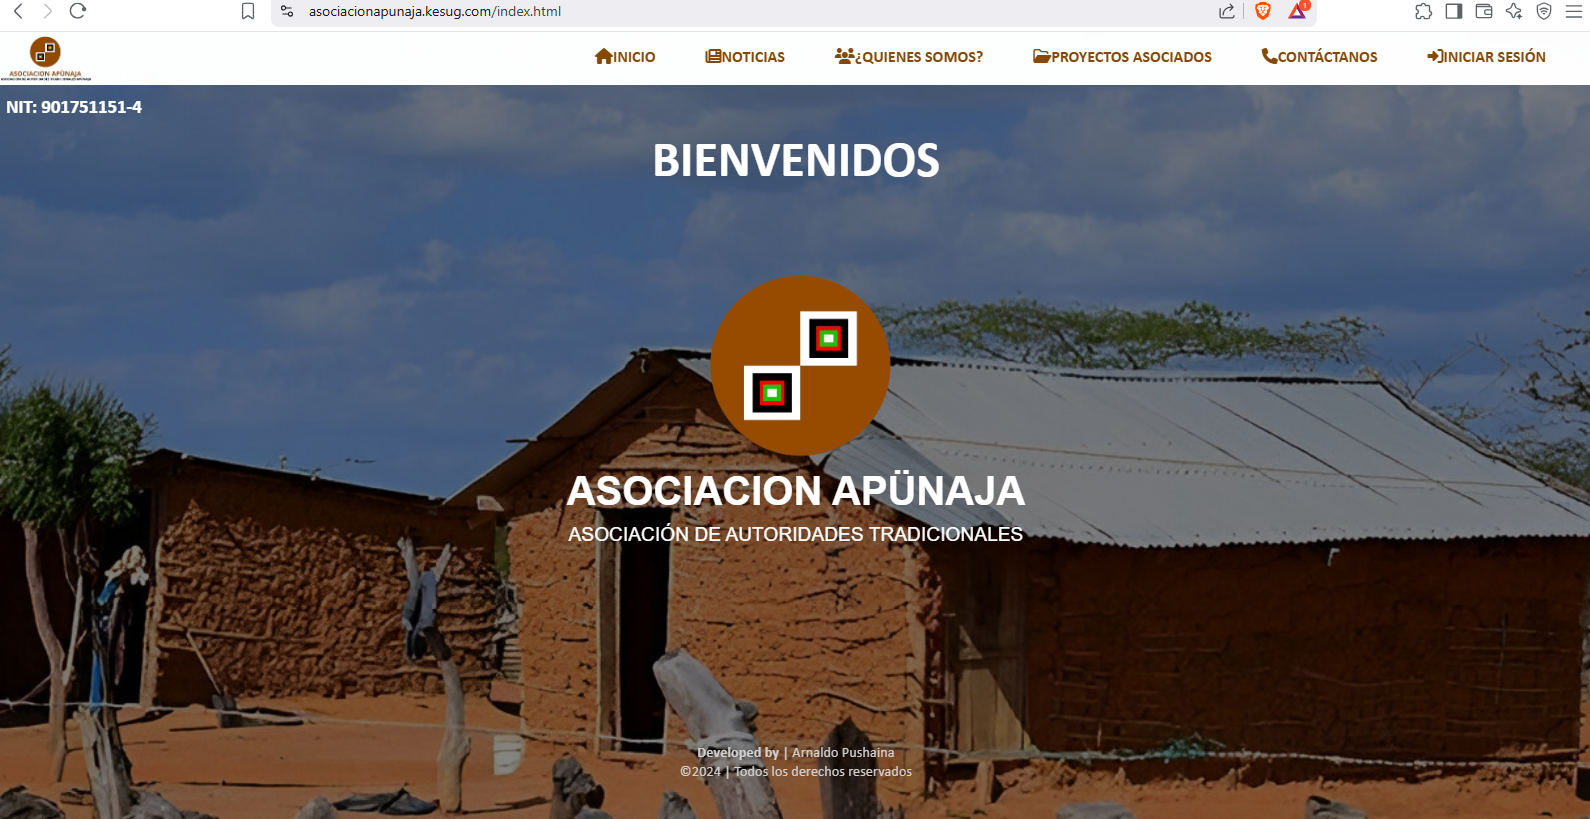 asociacionapunaja.kesug.com/index.html
1
ASOCIACION APÜNAJA
INICIO
NOTICIAS
¿QUIENES SOMOS?
PROYECTOS ASOCIADOS
CONTÁCTANOS
INICIAR SESIÓN
NIT: 901751151-4
BIENVENIDOS
ASOCIACION APÜNAJA
ASOCIACIÓN DE AUTORIDADES TRADICIONALES
Developed by | Arnaldo Pushaina
©2024 | Todos los derechos reservados